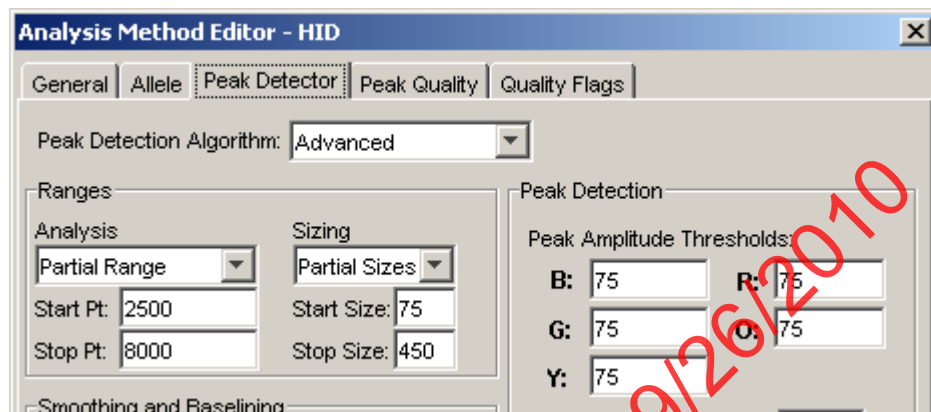 Analysis Method Editor - HID
General Allele Peak Detector Peak Quality Quality Flags
Peak Detection Algorithm: Advanced
Ranges
Analysis Sizing
Partial Range Partial Sizes
Start Pt: 2500 Start Size: 75
Stop Pt: 8000 Stop Size: 450
Smoothing and Baselining
Peak Detection
Peak Amplitude Thresholds:
B: 75 R: 75
G: 75 O: 75
Y: 75
9/26/2010